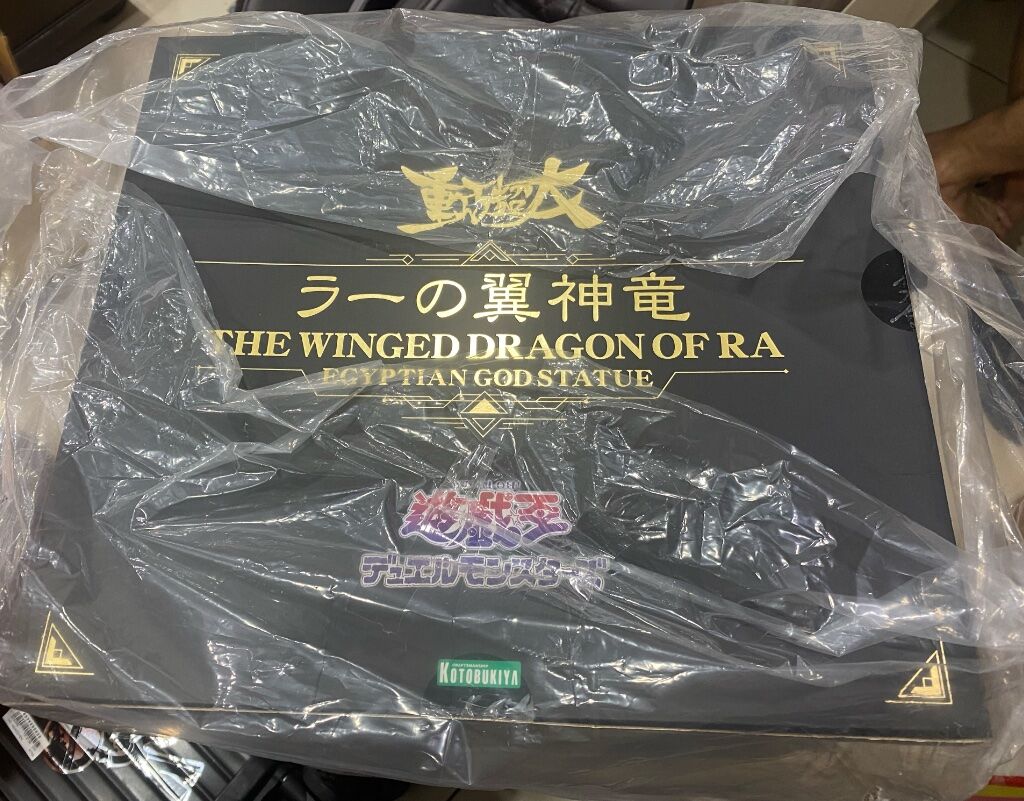 ラーの翼神竜
THE WINGED DRAGON OF RA
EGYPTIAN GOD STATUE
遊戯王
デュエルモンスターズ
CRAFTSMANSHIP
KOTOBUKIYA